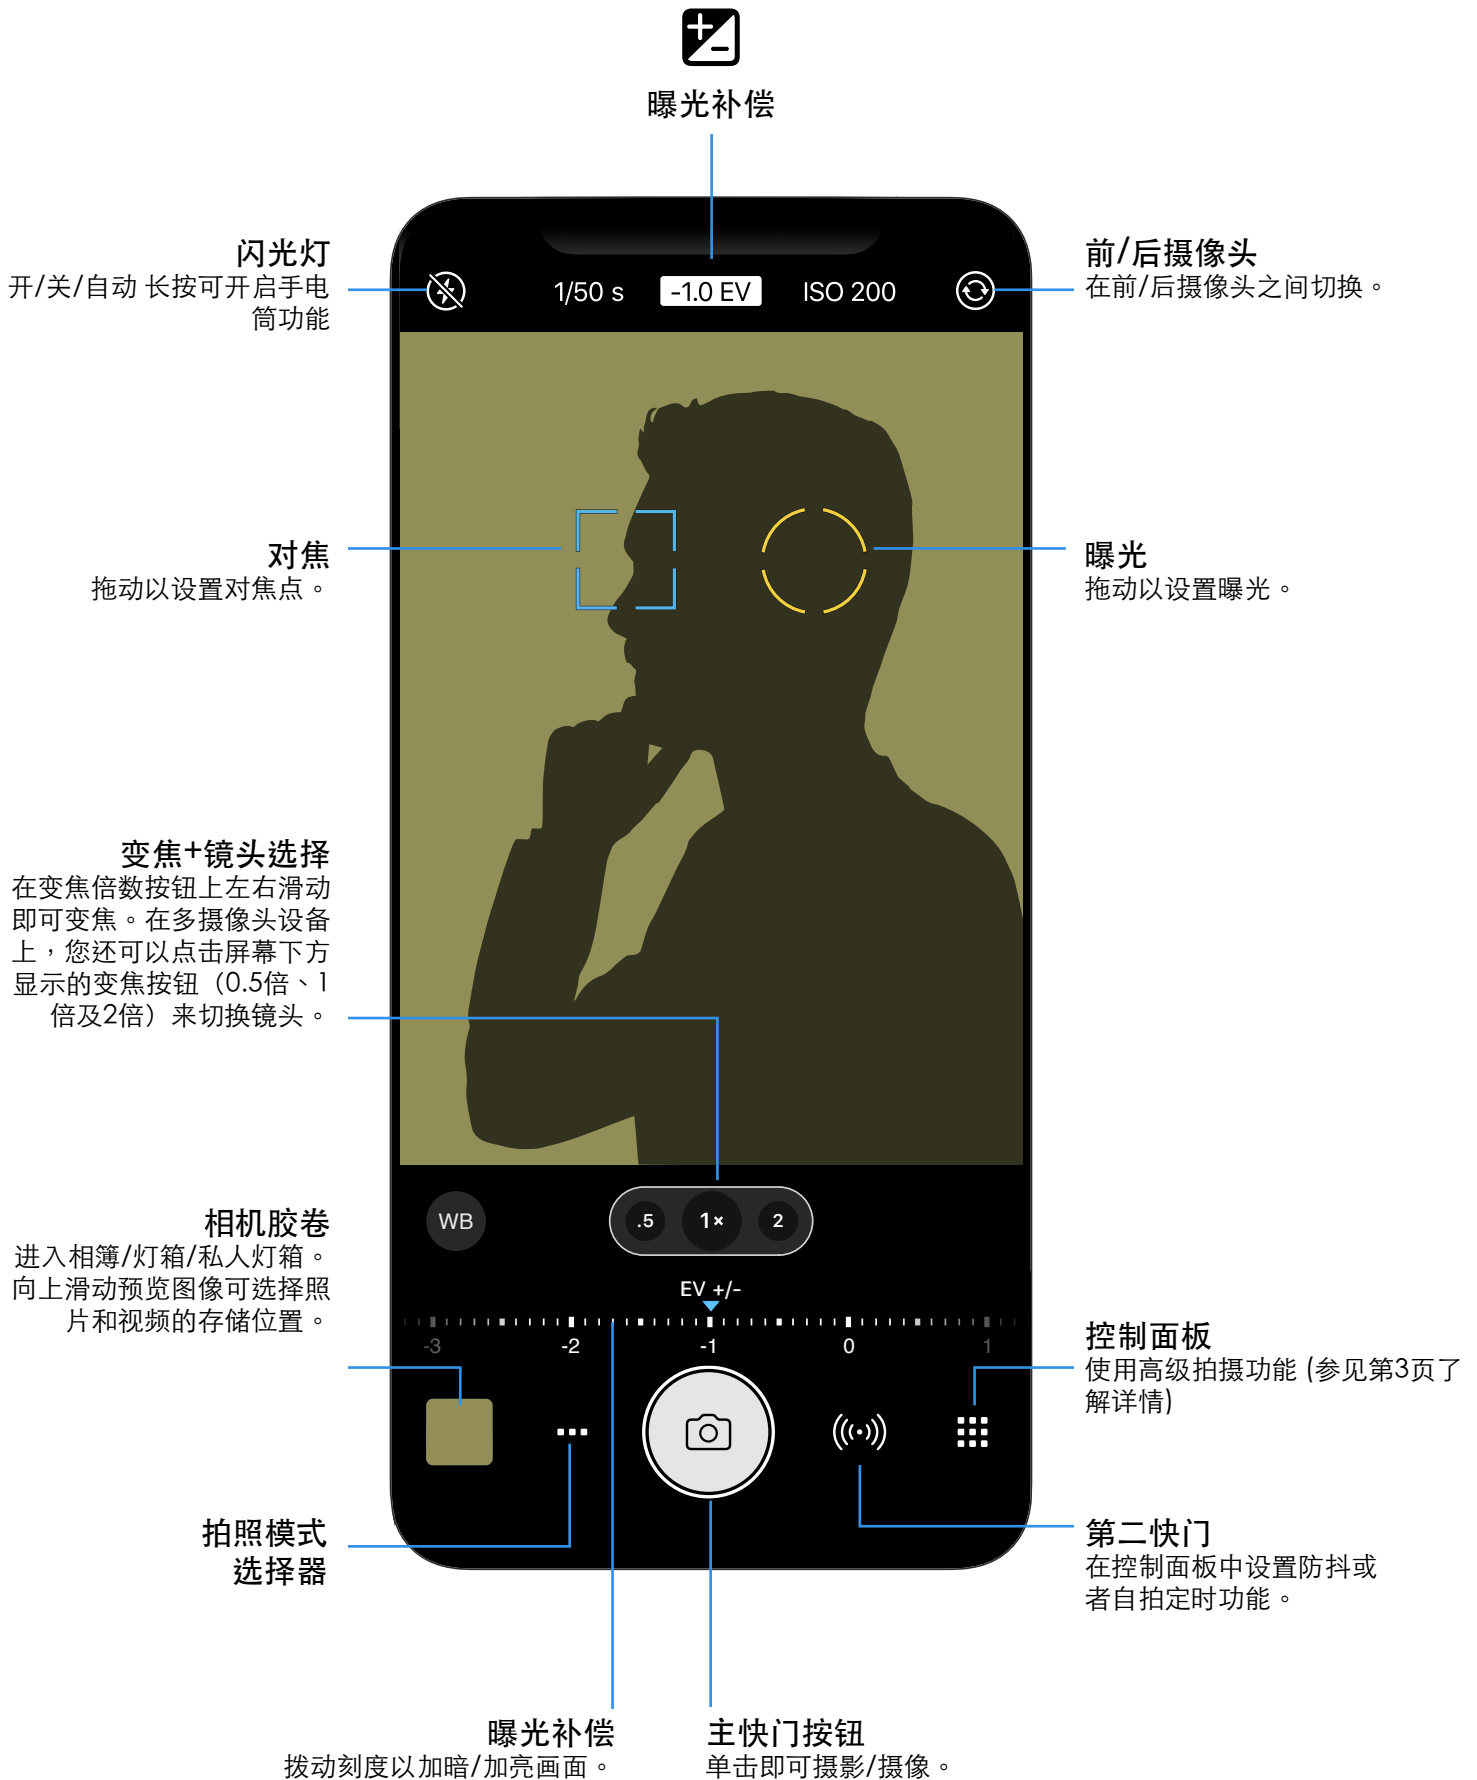 曝光补偿
闪光灯
开/关/自动 长按可开启手电
筒功能
1/50 s
-1.0 EV
ISO 200
前/后摄像头
在前/后摄像头之间切换。
对焦
拖动以设置对焦点。
曝光
拖动以设置曝光。
变焦+镜头选择
在变焦倍数按钮上左右滑动
即可变焦。在多摄像头设备
上，您还可以点击屏幕下方
显示的变焦按钮（0.5倍、1
倍及2倍）来切换镜头。
相机胶卷
进入相簿/灯箱/私人灯箱。
向上滑动预览图像可选择照
片和视频的存储位置。
WB
.5
1×
2
EV +/-
-3
-2
-1
0
1
控制面板
使用高级拍摄功能 (参见第3页了
解详情)
拍照模式
选择器
第二快门
在控制面板中设置防抖或
者自拍定时功能。
曝光补偿
拨动刻度以加暗/加亮画面。
主快门按钮
单击即可摄影/摄像。